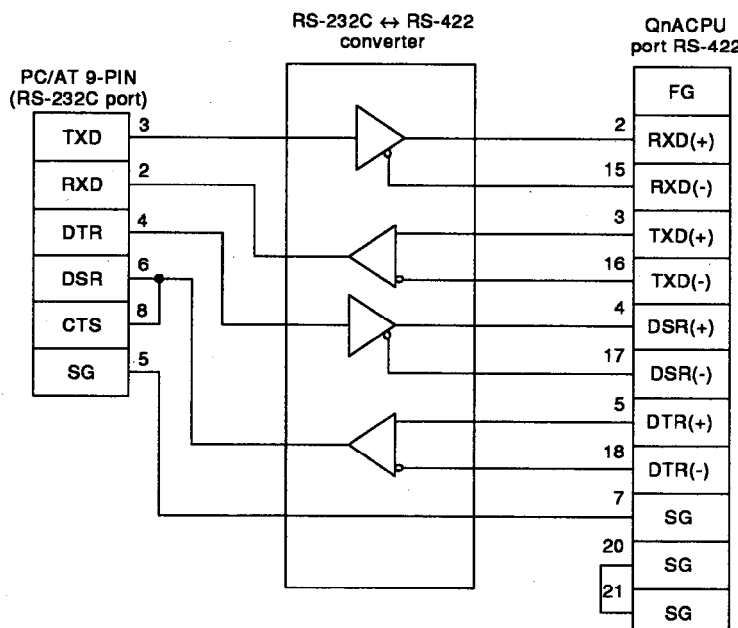 RS-232C ↔ RS-422
converter
QnACPU
port RS-422
PC/AT 9-PIN
(RS-232C port)
TXD 3
RXD 2
DTR 4
DSR 6
CTS 8
SG 5
FG
2 RXD(+)
15 RXD(-)
3 TXD(+)
16 TXD(-)
4 DSR(+)
17 DSR(-)
5 DTR(+)
18 DTR(-)
7 SG
20 SG
21 SG